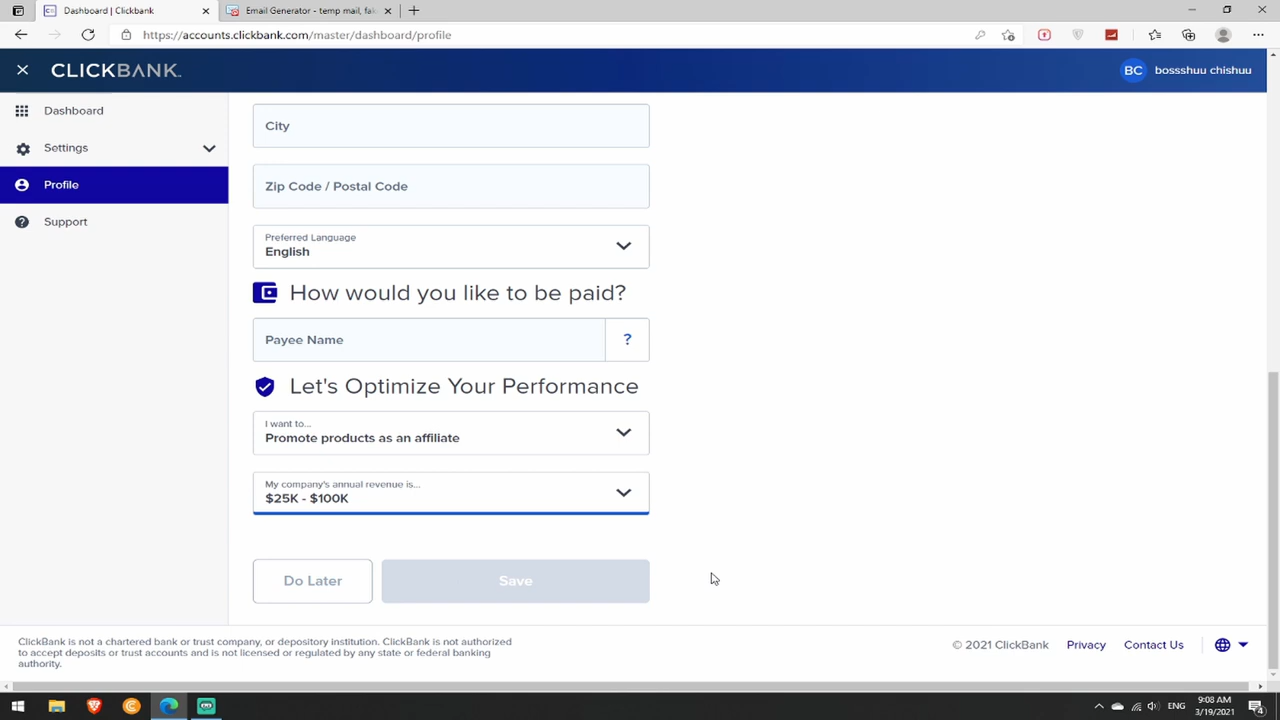 Dashboard | Clickbank
Email Generator - temp mail, fak
https://accounts.clickbank.com/master/dashboard/profile
CLICKBANK
BC bossshuu chishuu
Dashboard
Settings
Profile
Support
City
Zip Code / Postal Code
Preferred Language
English
How would you like to be paid?
Payee Name
?
Let's Optimize Your Performance
I want to...
Promote products as an affiliate
My company's annual revenue is...
$25K - $100K
Do Later
Save
ClickBank is not a chartered bank or trust company, or depository institution. ClickBank is not authorized
to accept deposits or trust accounts and is not licensed or regulated by any state or federal banking
authority.
© 2021 ClickBank
Privacy
Contact Us
ENG
9:08 AM
3/19/2021
4